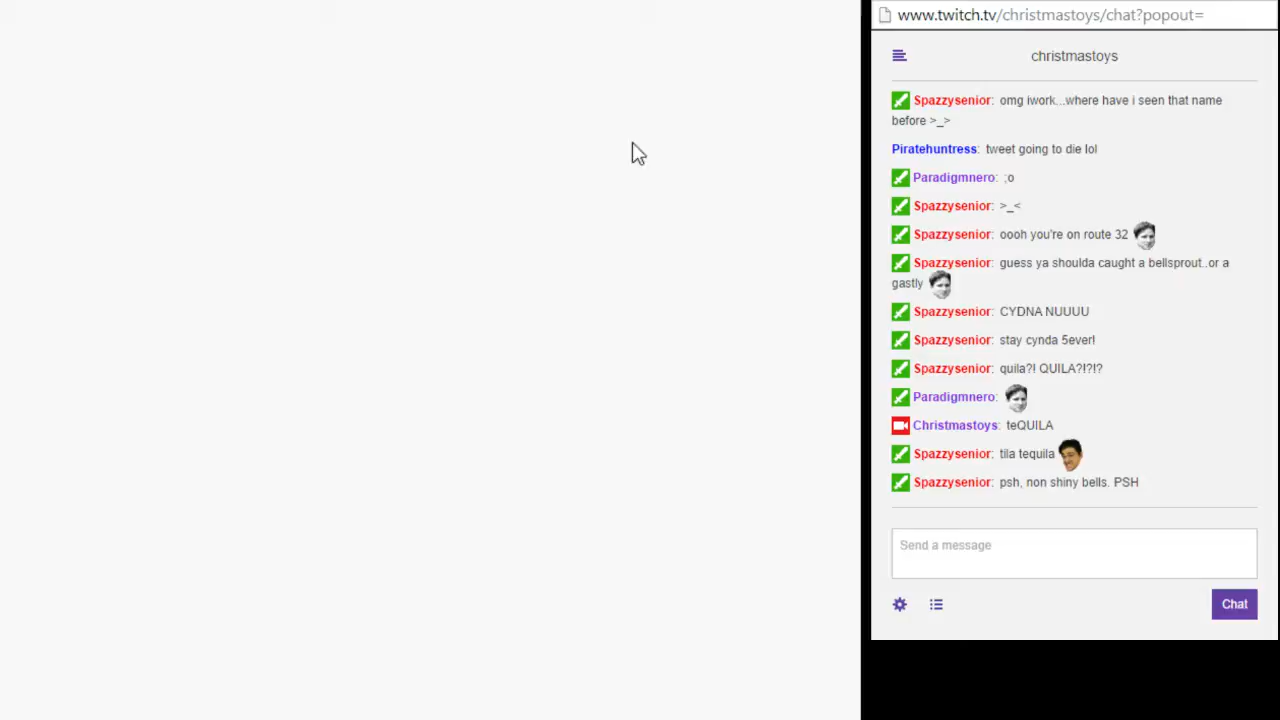 www.twitch.tv/christmastoys/chat?popout=
christmastoys
Spazzysenior: omg iwork...where have i seen that name
before >_>
Piratehuntress: tweet going to die lol
Paradigmnero: ;o
Spazzysenior: >_<
Spazzysenior: oooh you're on route 32
Spazzysenior: guess ya shoulda caught a bellsprout..or a
gastly
Spazzysenior: CYDNA NUUUU
Spazzysenior: stay cynda 5ever!
Spazzysenior: quila?! QUILA?!?!?
Paradigmnero:
Christmastoys: teQUILA
Spazzysenior: tila tequila
Spazzysenior: psh, non shiny bells. PSH
Send a message
Chat